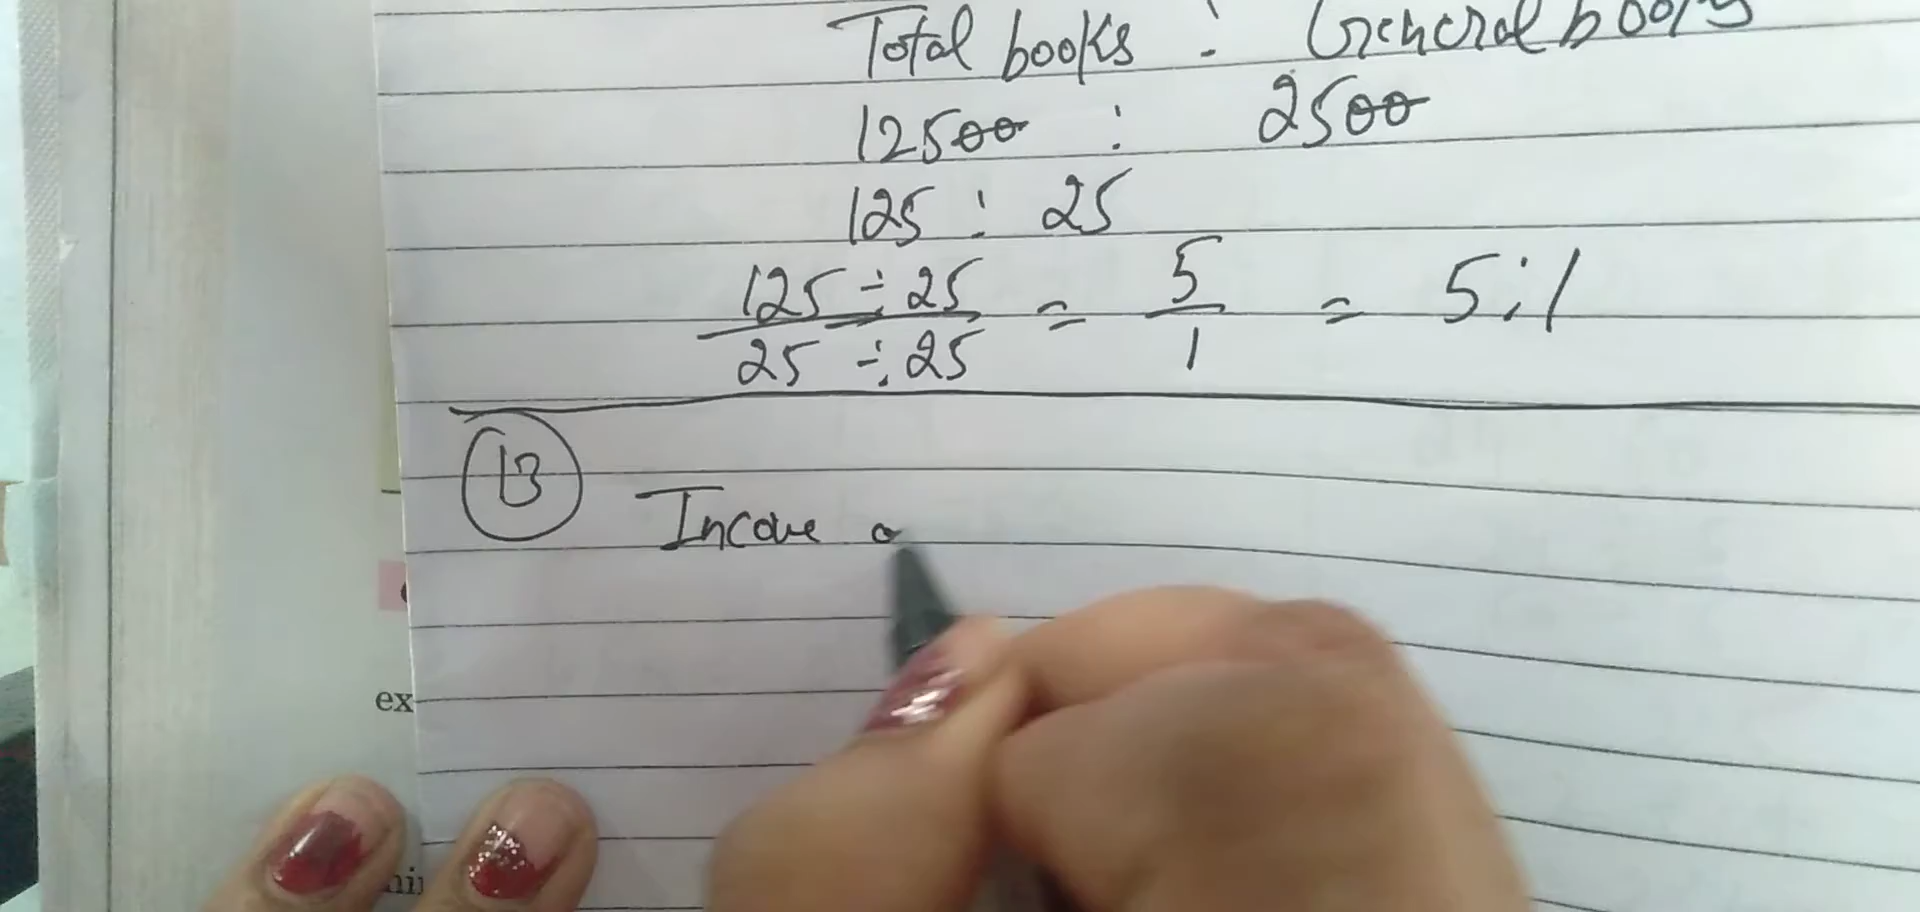 Total books : General books
12500 : 2500
125 : 25
125 ÷ 25 / 25 ÷ 25 = 5 / 1 = 5:1
13 Income o
ex